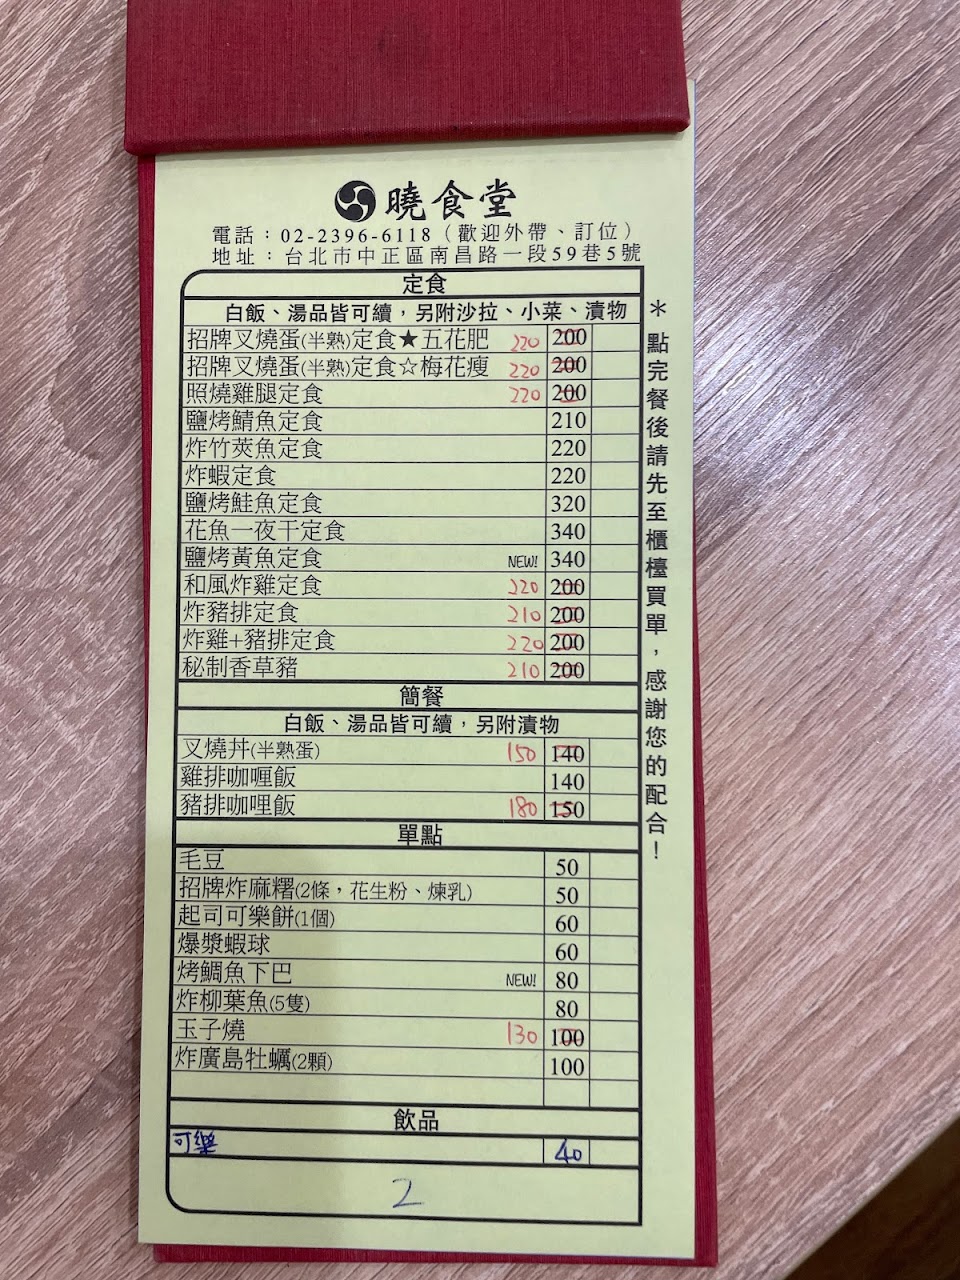 曉食堂
電話：02-2396-6118（歡迎外帶、訂位）
地址：台北市中正區南昌路一段59巷5號
定食
白飯、湯品皆可續，另附沙拉、小菜、漬物
招牌叉燒蛋(半熟)定食★五花肥 220 200
招牌叉燒蛋(半熟)定食☆梅花瘦 220 200
照燒雞腿定食 220 200
鹽烤鯖魚定食 210
炸竹莢魚定食 220
炸蝦定食 220
鹽烤鮭魚定食 320
花魚一夜干定食 340
鹽烤黃魚定食 NEW! 340
和風炸雞定食 220 200
炸豬排定食 210 200
炸雞+豬排定食 220 200
秘制香草豬 210 200
簡餐
白飯、湯品皆可續，另附漬物
叉燒丼(半熟蛋) 150 140
雞排咖喱飯 140
豬排咖哩飯 180 150
單點
毛豆 50
招牌炸麻糬(2條，花生粉、煉乳) 50
起司可樂餅(1個) 60
爆漿蝦球 60
烤鯛魚下巴 NEW! 80
炸柳葉魚(5隻) 80
玉子燒 130 100
炸廣島牡蠣(2顆) 100
飲品
可樂 40
2
＊點完餐後請先至櫃檯買單，感謝您的配合！